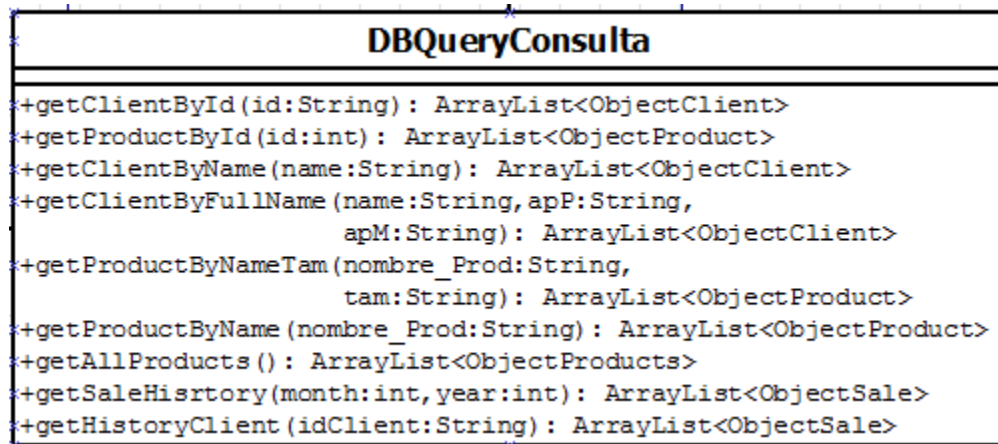 DBQueryConsulta
+getClientById(id:String): ArrayList<ObjectClient>
+getProductById(id:int): ArrayList<ObjectProduct>
+getClientByName(name:String): ArrayList<ObjectClient>
+getClientByFullName(name:String,apP:String,
apM:String): ArrayList<ObjectClient>
+getProductByNameTam(nombre_Prod:String,
tam:String): ArrayList<ObjectProduct>
+getProductByName(nombre_Prod:String): ArrayList<ObjectProduct>
+getAllProducts(): ArrayList<ObjectProducts>
+getSaleHisrtory(month:int,year:int): ArrayList<ObjectSale>
+getHistoryClient(idClient:String): ArrayList<ObjectSale>